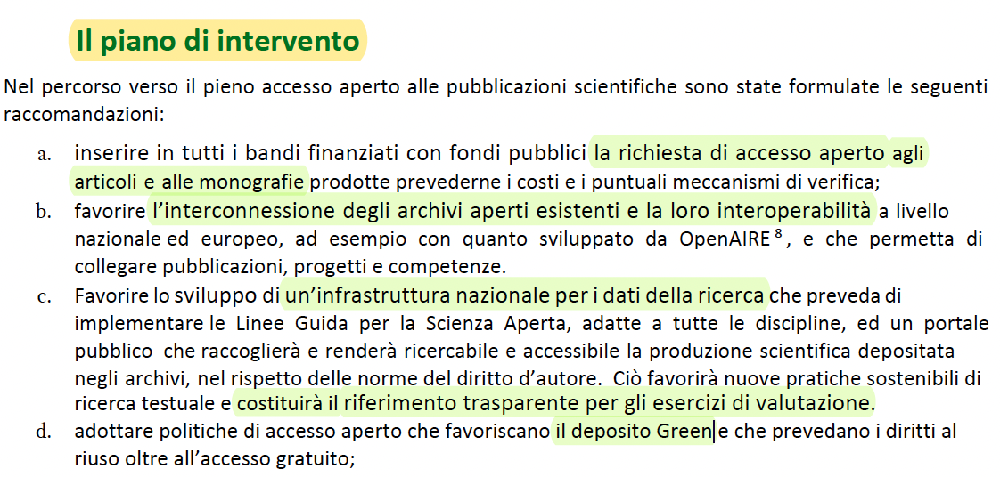 Il piano di intervento
Nel percorso verso il pieno accesso aperto alle pubblicazioni scientifiche sono state formulate le seguenti
raccomandazioni:
a. inserire in tutti i bandi finanziati con fondi pubblici la richiesta di accesso aperto agli
articoli e alle monografie prodotte prevederne i costi e i puntuali meccanismi di verifica;
b. favorire l’interconnessione degli archivi aperti esistenti e la loro interoperabilità a livello
nazionale ed europeo, ad esempio con quanto sviluppato da OpenAIRE⁸, e che permetta di
collegare pubblicazioni, progetti e competenze.
c. Favorire lo sviluppo di un’infrastruttura nazionale per i dati della ricerca che preveda di
implementare le Linee Guida per la Scienza Aperta, adatte a tutte le discipline, ed un portale
pubblico che raccoglierà e renderà ricercabile e accessibile la produzione scientifica depositata
negli archivi, nel rispetto delle norme del diritto d’autore. Ciò favorirà nuove pratiche sostenibili di
ricerca testuale e costituirà il riferimento trasparente per gli esercizi di valutazione.
d. adottare politiche di accesso aperto che favoriscano il deposito Green e che prevedano i diritti al
riuso oltre all’accesso gratuito;